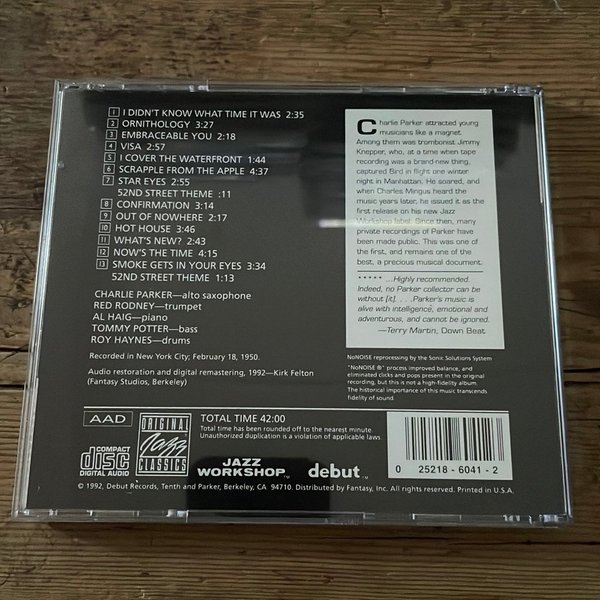 1 I DIDN'T KNOW WHAT TIME IT WAS 2:35
2 ORNITHOLOGY 3:27
3 EMBRACEABLE YOU 2:18
4 VISA 2:57
5 I COVER THE WATERFRONT 1:44
6 SCRAPPLE FROM THE APPLE 4:37
7 STAR EYES 2:55
52ND STREET THEME :11
8 CONFIRMATION 3:14
9 OUT OF NOWHERE 2:17
10 HOT HOUSE 3:46
11 WHAT'S NEW? 2:43
12 NOW'S THE TIME 4:15
13 SMOKE GETS IN YOUR EYES 3:34
52ND STREET THEME 1:13
CHARLIE PARKER—alto saxophone
RED RODNEY—trumpet
AL HAIG—piano
TOMMY POTTER—bass
ROY HAYNES—drums
Recorded in New York City; February 18, 1950.
Audio restoration and digital remastering, 1992—Kirk Felton
(Fantasy Studios, Berkeley)
Charlie Parker attracted young
musicians like a magnet.
Among them was trombonist Jimmy
Knepper, who, at a time when tape
recording was a brand-new thing,
captured Bird in flight one winter
night in Manhattan. He soared, and
when Charles Mingus heard the
music years later, he issued it as the
first release on his new Jazz
Workshop label. Since then, many
private recordings of Parker have
been made public. This was one of
the first, and remains one of the
best, a precious musical document.
***** ...Highly recommended.
Indeed, no Parker collector can be
without [it]. . . .Parker's music is
alive with intelligence, emotional and
adventurous, and cannot be ignored.
—Terry Martin, Down Beat
NoNOISE reprocessing by the Sonic Solutions System
"NoNOISE ®" process improved balance, and
eliminated clicks and pops present in the original
recording, but this is not a high-fidelity album.
The historical importance of this music transcends
fidelity of sound.
AAD
COMPACT
disc
DIGITAL AUDIO
ORIGINAL
Jazz
CLASSICS
TOTAL TIME 42:00
Total time has been rounded off to the nearest minute.
Unauthorized duplication is a violation of applicable laws.
JAZZ
WORKSHOP™
debut™
0 25218 - 6041 - 2
© 1992, Debut Records, Tenth and Parker, Berkeley, CA 94710. Distributed by Fantasy, Inc. All rights reserved. Printed in U.S.A.